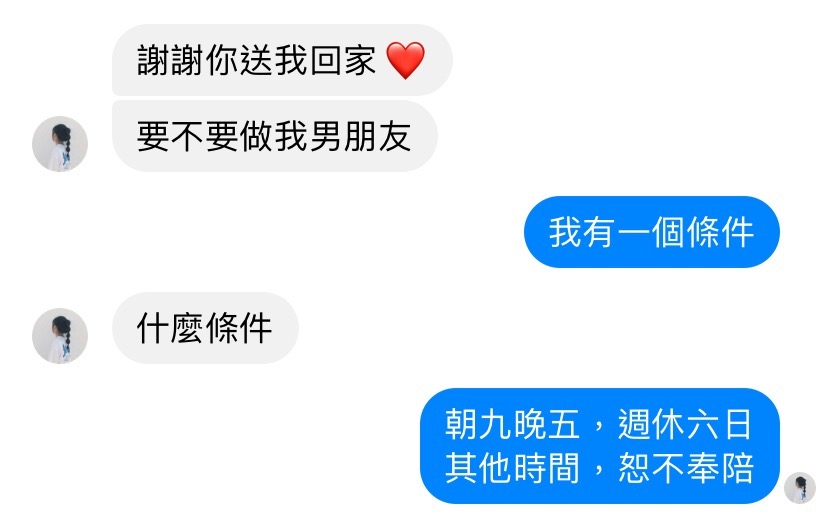 謝謝你送我回家 ❤️
要不要做我男朋友
我有一個條件
什麼條件
朝九晚五，週休六日
其他時間，恕不奉陪